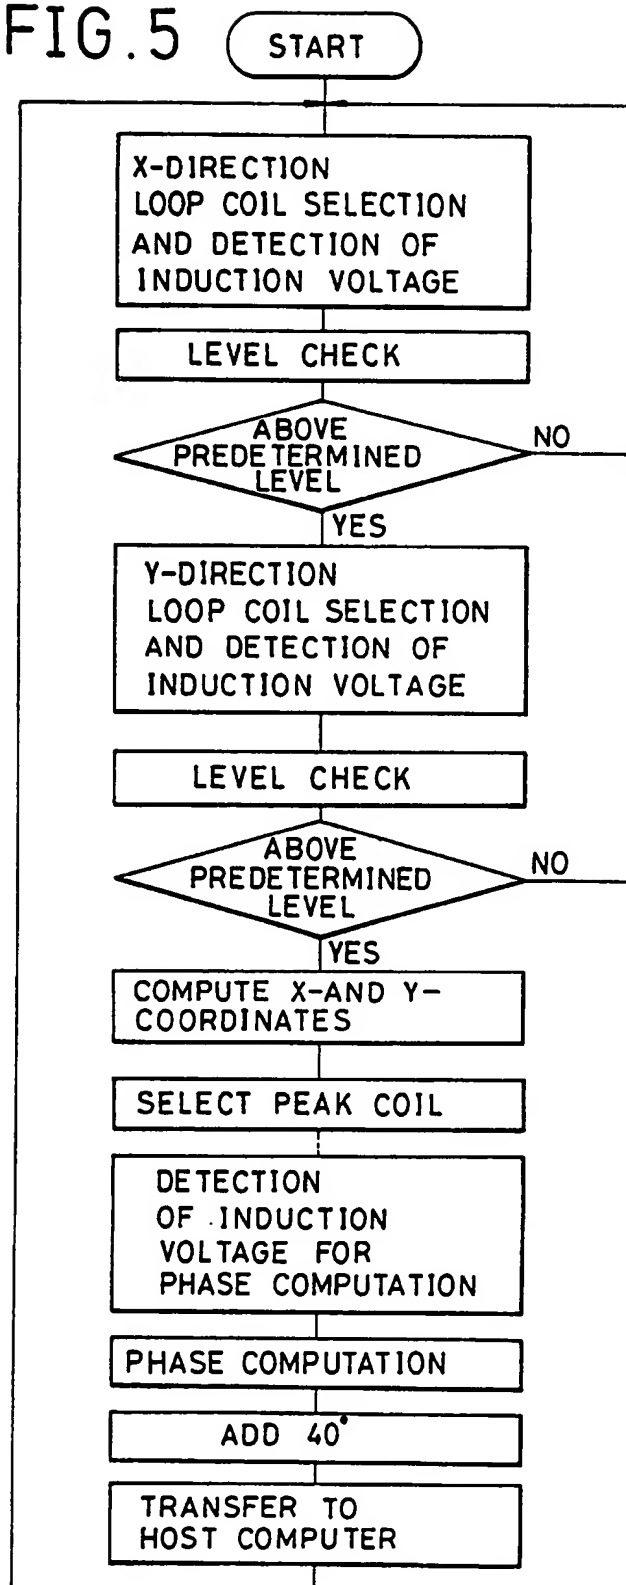 FIG.5
START
X-DIRECTION
LOOP COIL SELECTION
AND DETECTION OF
INDUCTION VOLTAGE
LEVEL CHECK
ABOVE
PREDETERMINED
LEVEL
NO
YES
Y-DIRECTION
LOOP COIL SELECTION
AND DETECTION OF
INDUCTION VOLTAGE
LEVEL CHECK
ABOVE
PREDETERMINED
LEVEL
NO
YES
COMPUTE X-AND Y-
COORDINATES
SELECT PEAK COIL
DETECTION
OF INDUCTION
VOLTAGE FOR
PHASE COMPUTATION
PHASE COMPUTATION
ADD 40°
TRANSFER TO
HOST COMPUTER